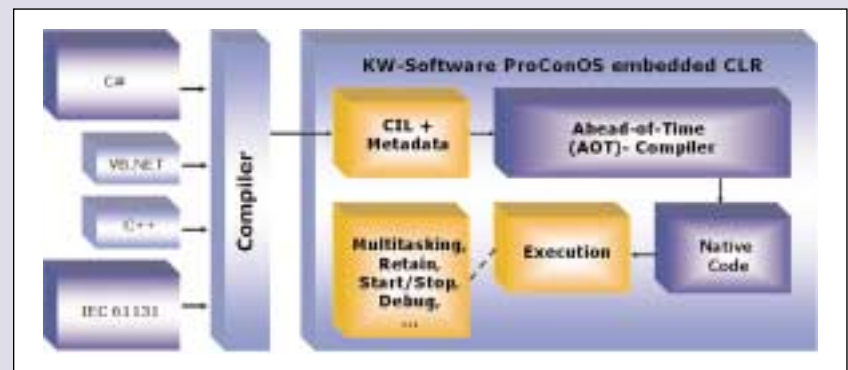 C#
VB.NET
C++
IEC 61131
Compiler
KW-Software ProConOS embedded CLR
CIL +
Metadata
Ahead-of-Time
(AOT)- Compiler
Multitasking,
Retain,
Start/Stop,
Debug,
...
Execution
Native
Code